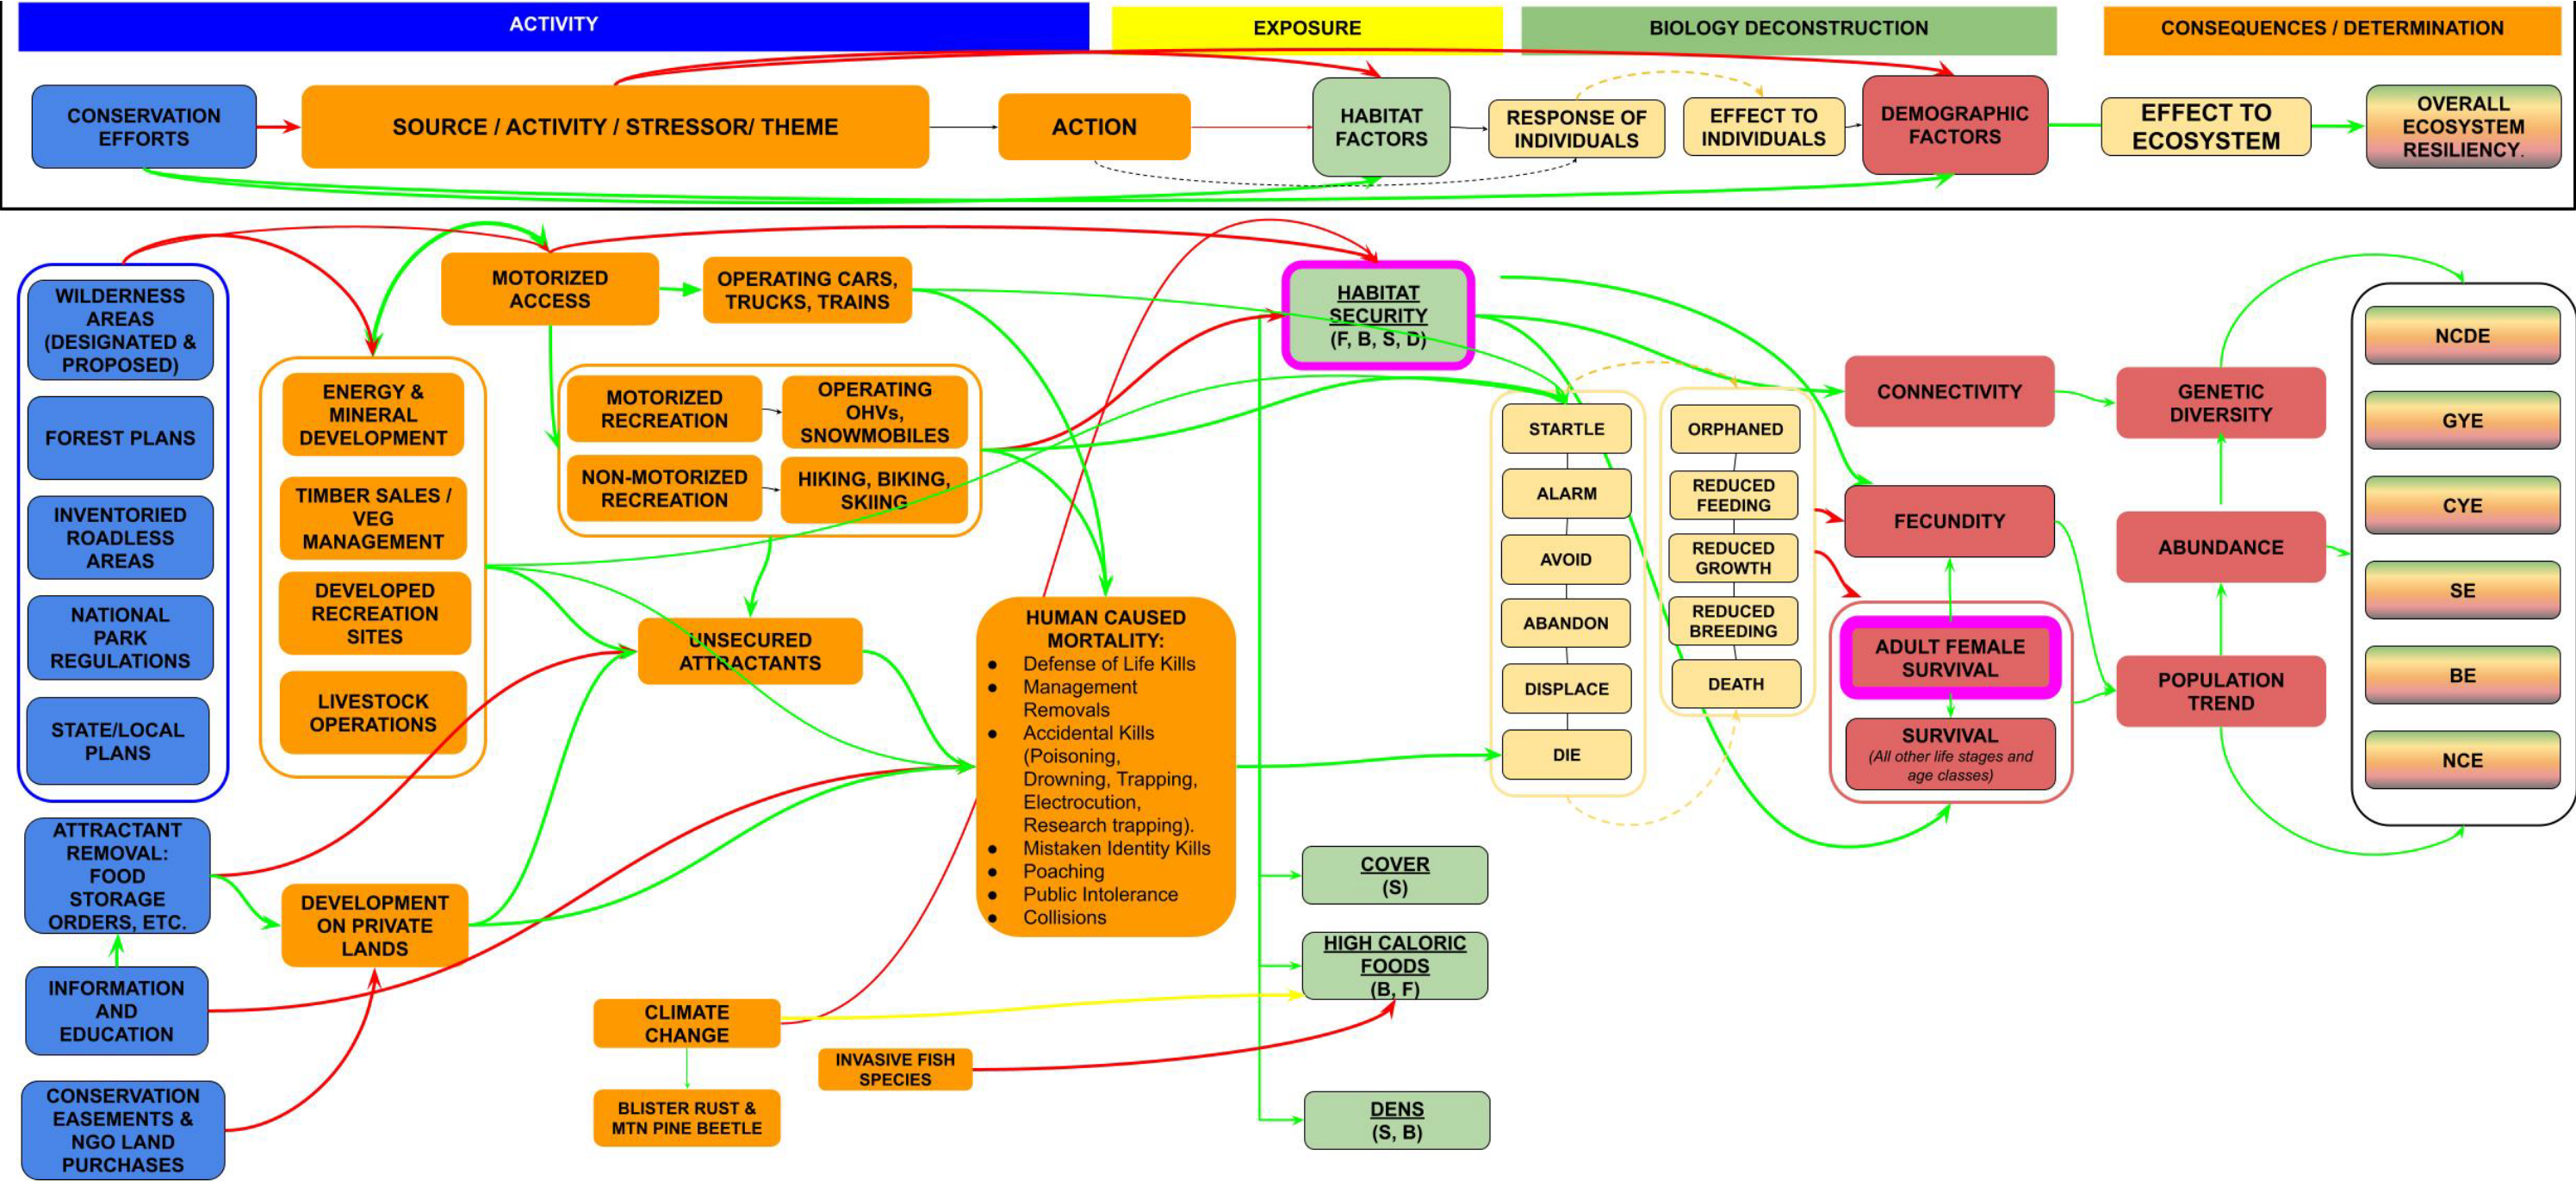 ACTIVITY
EXPOSURE
BIOLOGY DECONSTRUCTION
CONSEQUENCES / DETERMINATION
CONSERVATION
EFFORTS
SOURCE / ACTIVITY / STRESSOR/ THEME
ACTION
HABITAT
FACTORS
RESPONSE OF
INDIVIDUALS
EFFECT TO
INDIVIDUALS
DEMOGRAPHIC
FACTORS
EFFECT TO
ECOSYSTEM
OVERALL
ECOSYSTEM
RESILIENCY.
WILDERNESS
AREAS
(DESIGNATED &
PROPOSED)
FOREST PLANS
INVENTORIED
ROADLESS
AREAS
NATIONAL
PARK
REGULATIONS
STATE/LOCAL
PLANS
ATTRACTANT
REMOVAL:
FOOD
STORAGE
ORDERS, ETC.
INFORMATION
AND
EDUCATION
CONSERVATION
EASEMENTS &
NGO LAND
PURCHASES
ENERGY &
MINERAL
DEVELOPMENT
TIMBER SALES /
VEG
MANAGEMENT
DEVELOPED
RECREATION
SITES
LIVESTOCK
OPERATIONS
DEVELOPMENT
ON PRIVATE
LANDS
MOTORIZED
ACCESS
OPERATING CARS,
TRUCKS, TRAINS
MOTORIZED
RECREATION
OPERATING
OHVs,
SNOWMOBILES
NON-MOTORIZED
RECREATION
HIKING, BIKING,
SKIING
UNSECURED
ATTRACTANTS
CLIMATE
CHANGE
BLISTER RUST &
MTN PINE BEETLE
INVASIVE FISH
SPECIES
HUMAN CAUSED
MORTALITY:
● Defense of Life Kills
● Management
Removals
● Accidental Kills
(Poisoning,
Drowning, Trapping,
Electrocution,
Research trapping).
● Mistaken Identity Kills
● Poaching
● Public Intolerance
● Collisions
HABITAT
SECURITY
(F, B, S, D)
COVER
(S)
HIGH CALORIC
FOODS
(B, F)
DENS
(S, B)
STARTLE
ALARM
AVOID
ABANDON
DISPLACE
DIE
ORPHANED
REDUCED
FEEDING
REDUCED
GROWTH
REDUCED
BREEDING
DEATH
CONNECTIVITY
FECUNDITY
ADULT FEMALE
SURVIVAL
SURVIVAL
(All other life stages and
age classes)
GENETIC
DIVERSITY
ABUNDANCE
POPULATION
TREND
NCDE
GYE
CYE
SE
BE
NCE